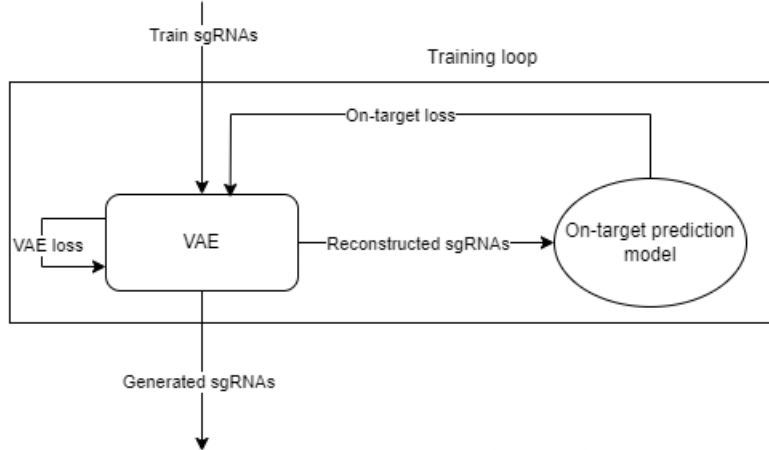 Train sgRNAs
Training loop
On-target loss
VAE loss
VAE
Reconstructed sgRNAs
On-target prediction
model
Generated sgRNAs